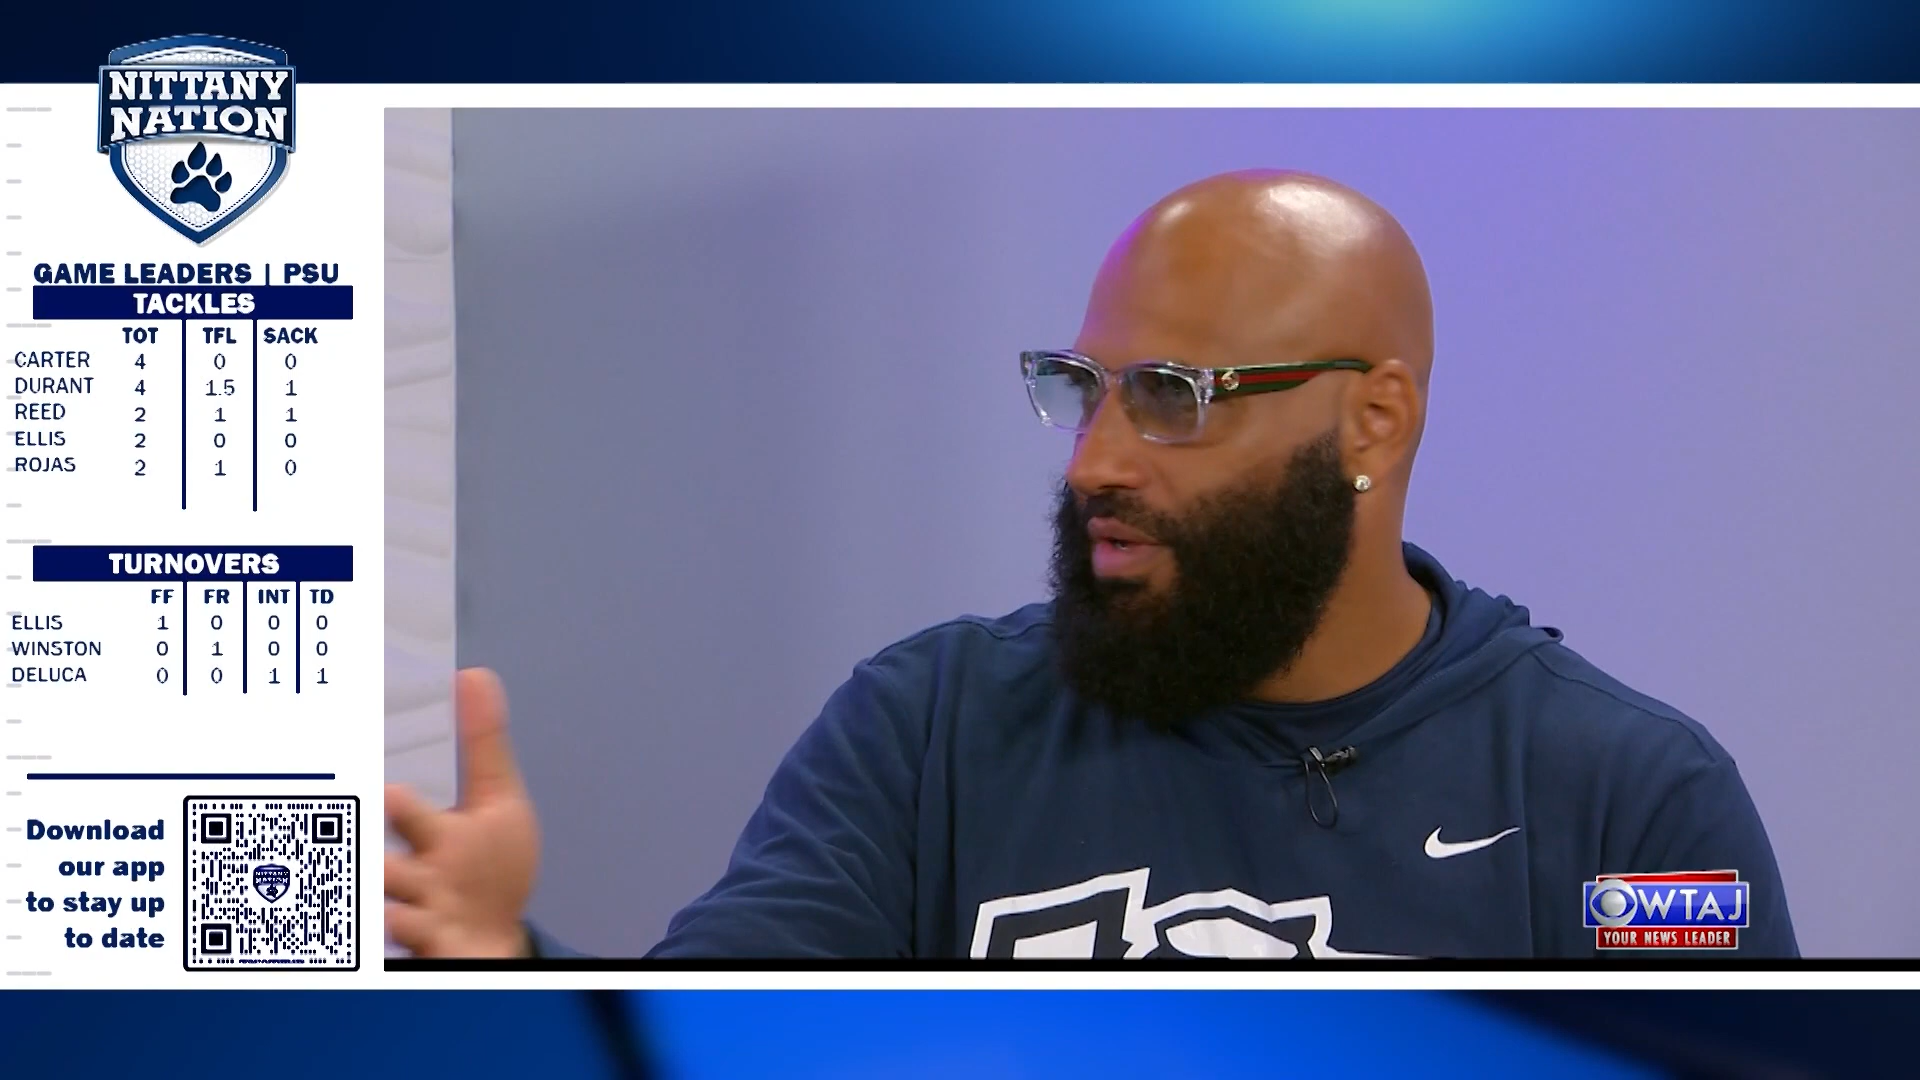 NITTANY
NATION
GAME LEADERS | PSU
TACKLES
TOT TFL SACK
CARTER 4 0 0
DURANT 4 1.5 1
REED 2 1 1
ELLIS 2 0 0
ROJAS 2 1 0
TURNOVERS
FF FR INT TD
ELLIS 1 0 0 0
WINSTON 0 1 0 0
DELUCA 0 0 1 1
Download
our app
to stay up
to date
NITTANY
NATION
WTAJ
YOUR NEWS LEADER